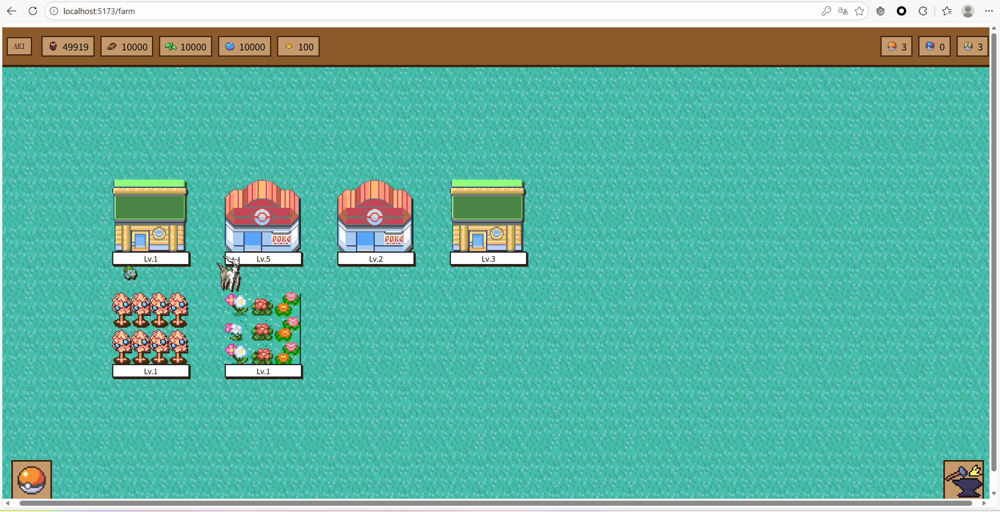 localhost:5173/farm
AKI 49919 10000 10000 10000 100 3 0 3
POKé POKé
Lv.1 Lv.5 Lv.2 Lv.3
Lv.1 Lv.1